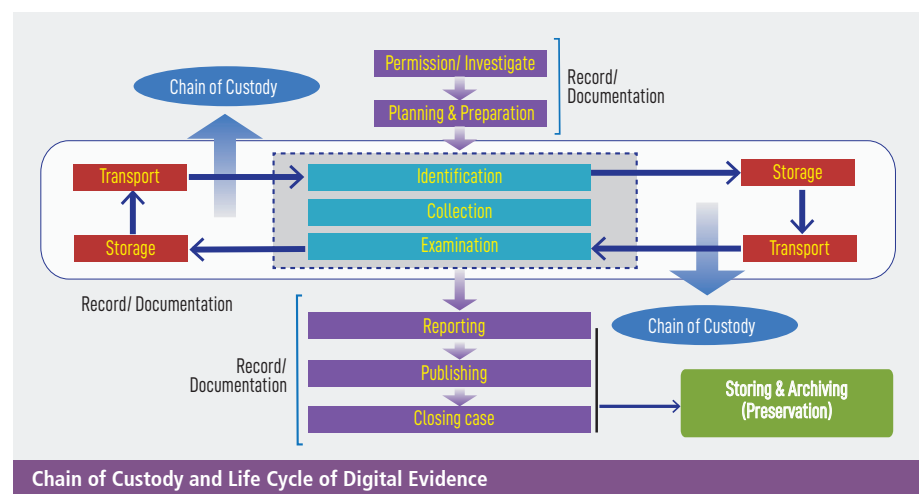 Permission/ Investigate
Record/
Documentation
Chain of Custody
Planning & Preparation
Transport
Identification
Storage
Collection
Storage
Examination
Transport
Record/ Documentation
Reporting
Chain of Custody
Record/
Documentation
Publishing
Storing & Archiving
(Preservation)
Closing case
Chain of Custody and Life Cycle of Digital Evidence